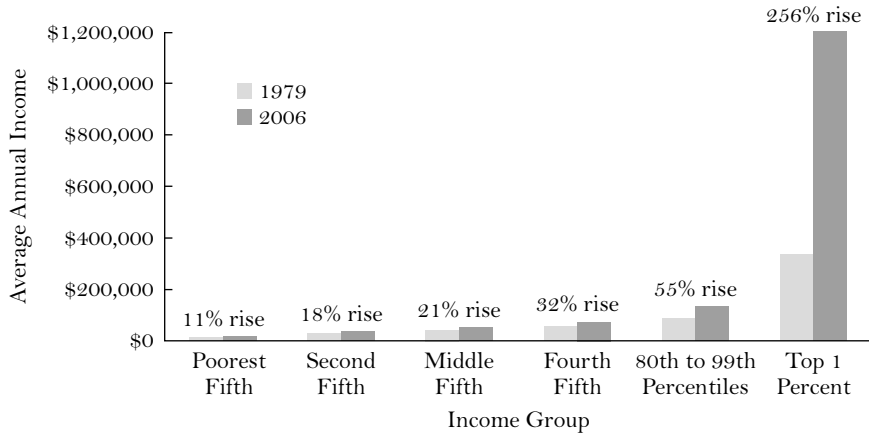 256% rise
$1,200,000
$1,000,000
$800,000
$600,000
$400,000
$200,000
$0
Average Annual Income
1979
2006
11% rise
18% rise
21% rise
32% rise
55% rise
Poorest
Fifth
Second
Fifth
Middle
Fifth
Fourth
Fifth
80th to 99th
Percentiles
Top 1
Percent
Income Group